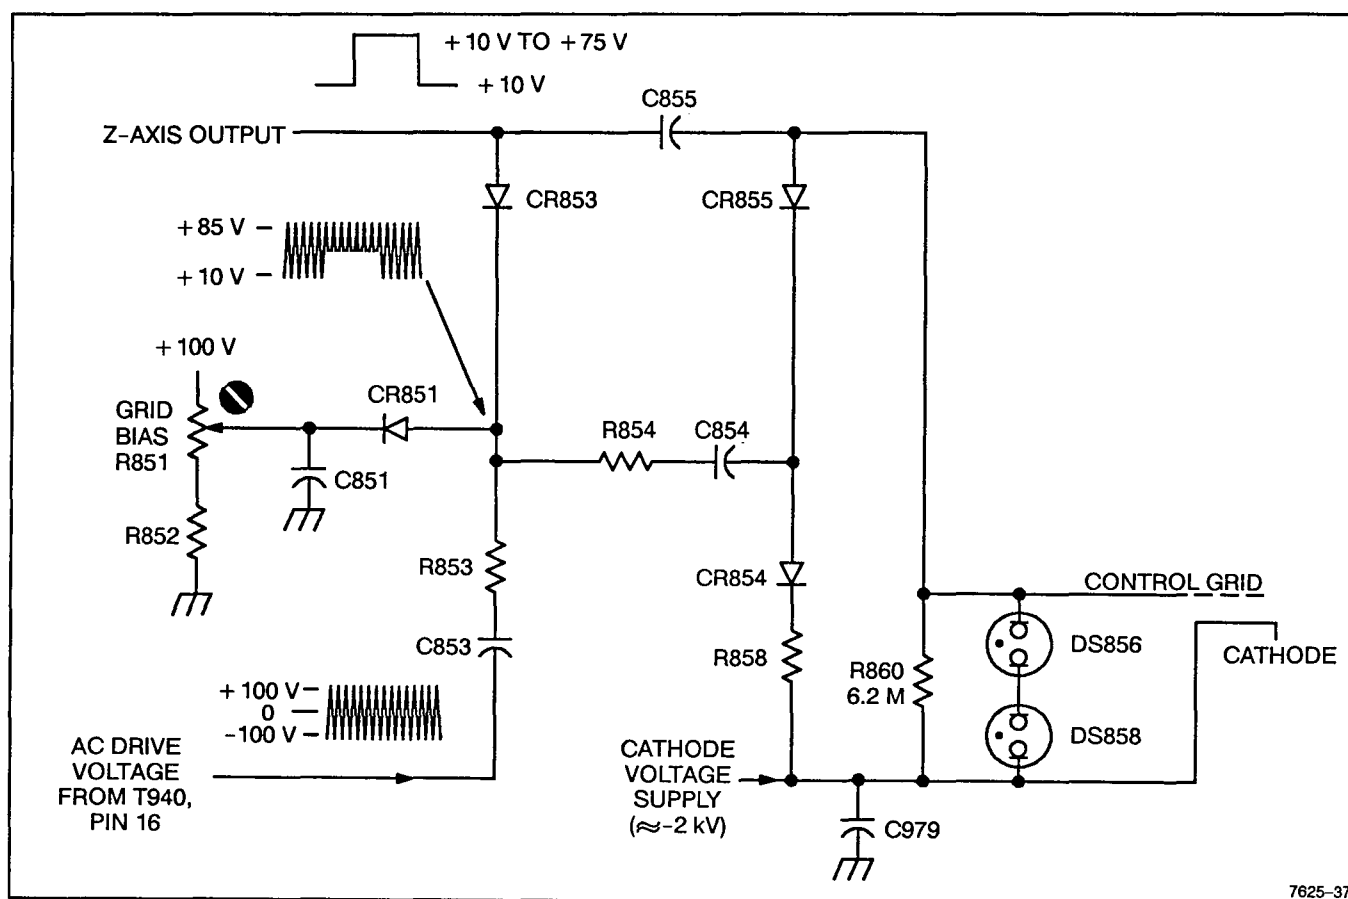 +10 V TO +75 V
+10 V
C855
Z-AXIS OUTPUT
CR853
CR855
+85 V
+10 V
+100 V
CR851
GRID
BIAS
R851
C851
R854
C854
R852
R853
CR854
CONTROL GRID
C853
R858
R860
6.2 M
DS856
CATHODE
+100 V
0
-100 V
DS858
AC DRIVE
VOLTAGE
FROM T940,
PIN 16
CATHODE
VOLTAGE
SUPPLY
(≈-2 kV)
C979
7625-37